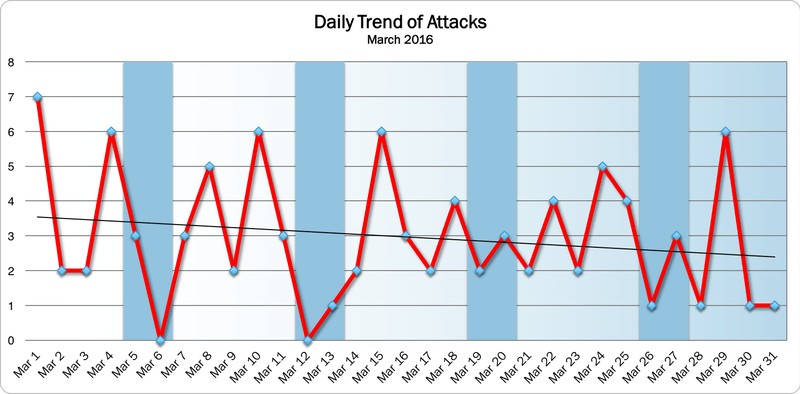 Daily Trend of Attacks
March 2016
8
7
6
5
4
3
2
1
0
Mar 1
Mar 2
Mar 3
Mar 4
Mar 5
Mar 6
Mar 7
Mar 8
Mar 9
Mar 10
Mar 11
Mar 12
Mar 13
Mar 14
Mar 15
Mar 16
Mar 17
Mar 18
Mar 19
Mar 20
Mar 21
Mar 22
Mar 23
Mar 24
Mar 25
Mar 26
Mar 27
Mar 28
Mar 29
Mar 30
Mar 31